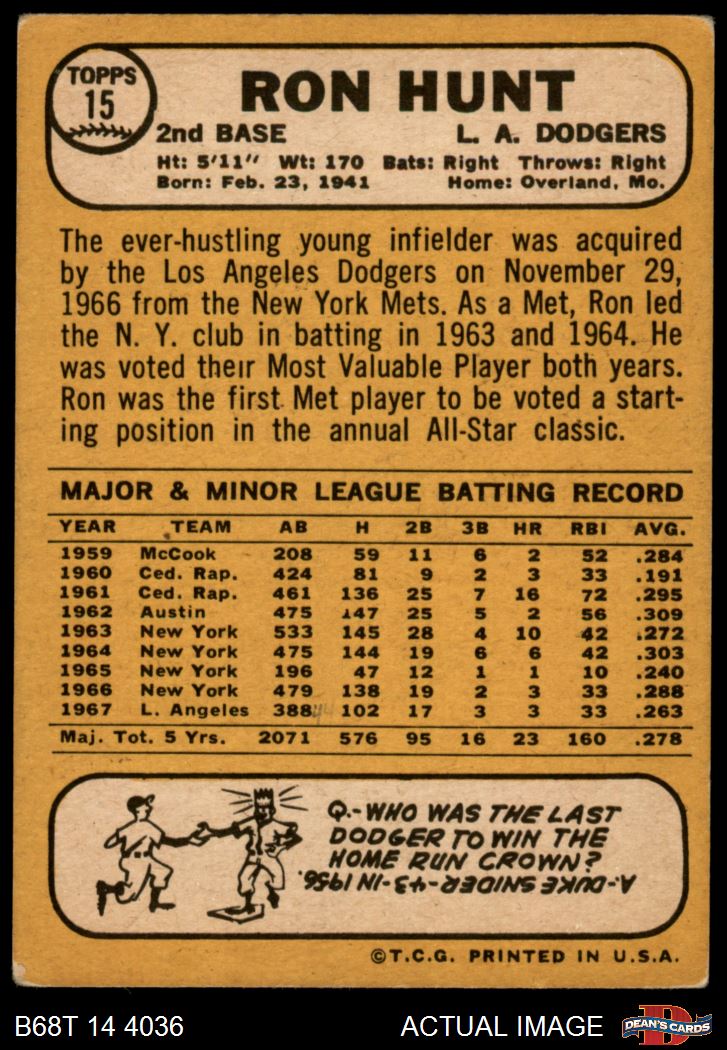 TOPPS
15
RON HUNT
2nd BASE L. A. DODGERS
Ht: 5'11" Wt: 170 Bats: Right Throws: Right
Born: Feb. 23, 1941 Home: Overland, Mo.
The ever-hustling young infielder was acquired
by the Los Angeles Dodgers on November 29,
1966 from the New York Mets. As a Met, Ron led
the N. Y. club in batting in 1963 and 1964. He
was voted their Most Valuable Player both years.
Ron was the first Met player to be voted a start-
ing position in the annual All-Star classic.
MAJOR & MINOR LEAGUE BATTING RECORD
YEAR TEAM AB H 2B 3B HR RBI AVG.
1959 McCook 208 59 11 6 2 52 .284
1960 Ced. Rap. 424 81 9 2 3 33 .191
1961 Ced. Rap. 461 136 25 7 16 72 .295
1962 Austin 475 147 25 5 2 56 .309
1963 New York 533 145 28 4 10 42 .272
1964 New York 475 144 19 6 6 42 .303
1965 New York 196 47 12 1 1 10 .240
1966 New York 479 138 19 2 3 33 .288
1967 L. Angeles 388 102 17 3 3 33 .263
Maj. Tot. 5 Yrs. 2071 576 95 16 23 160 .278
Q.-WHO WAS THE LAST
DODGER TO WIN THE
HOME RUN CROWN?
A-DUKE SNIDER-43-IN 1956.
©T.C.G. PRINTED IN U.S.A.
B68T 14 4036 ACTUAL IMAGE
D
DEAN'S CARDS